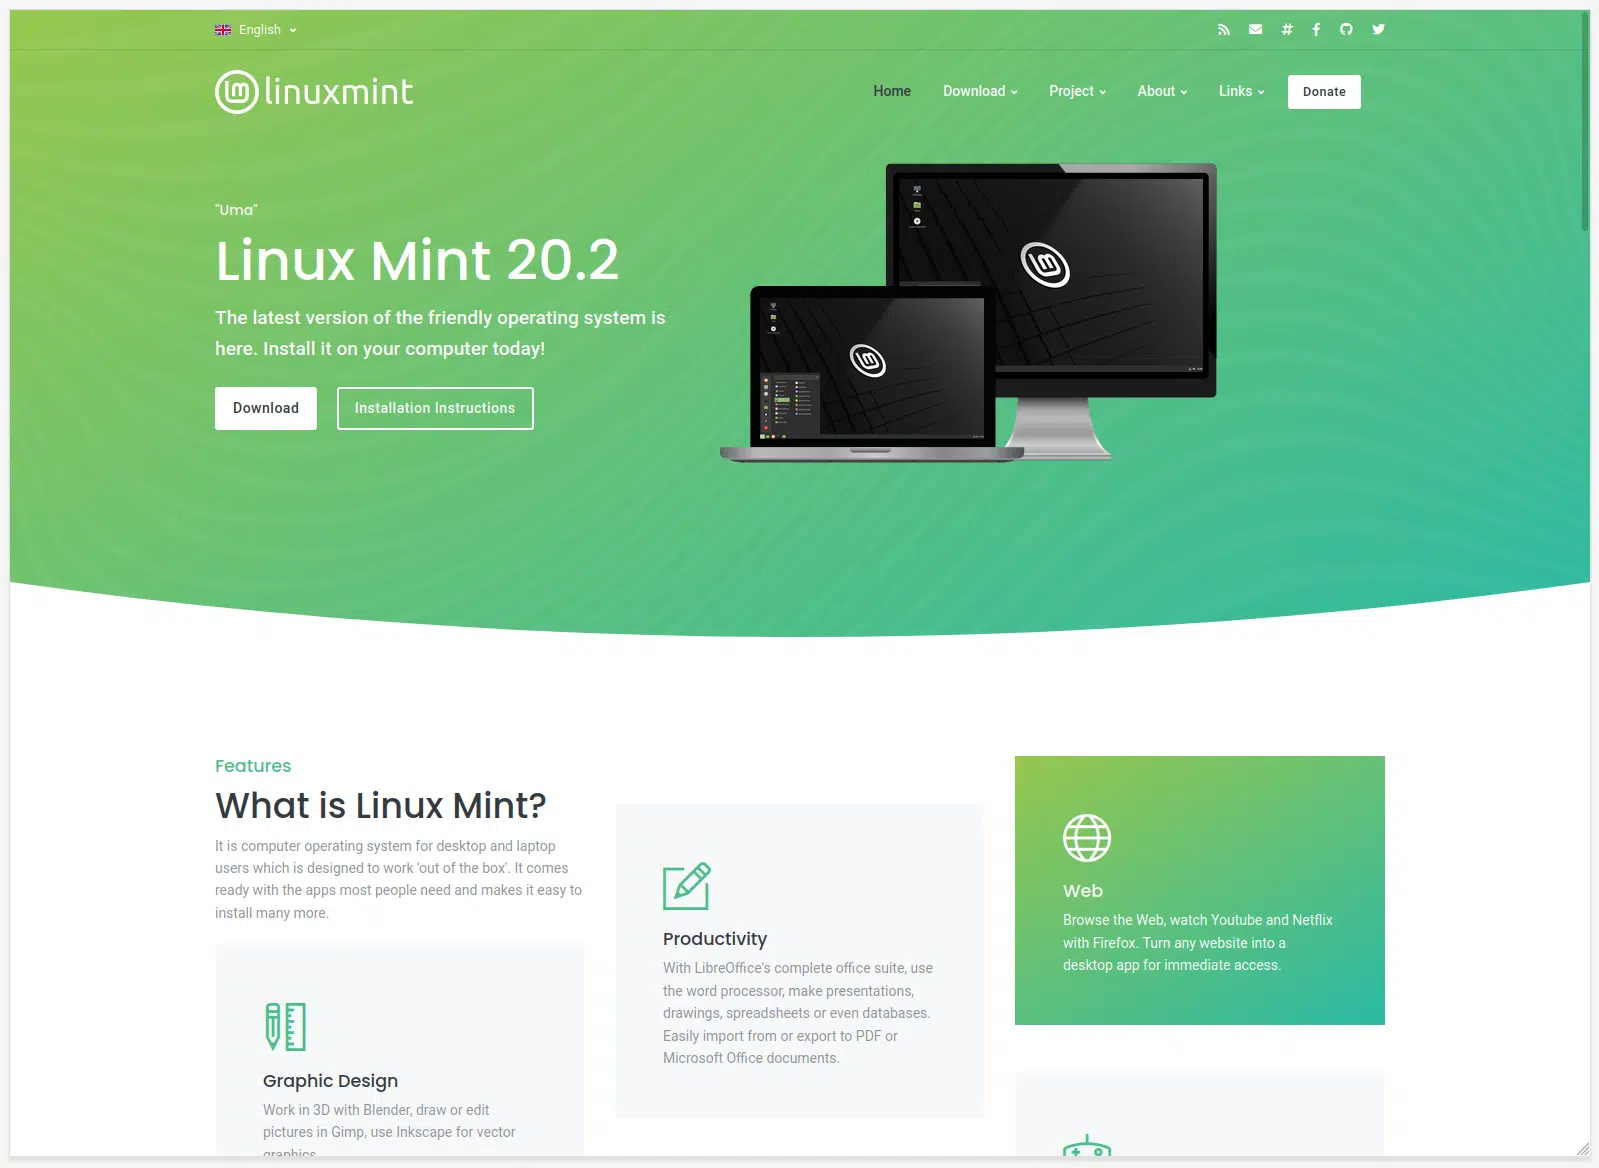 English
linuxmint
Home
Download
Project
About
Links
Donate
"Uma"
Linux Mint 20.2
The latest version of the friendly operating system is
here. Install it on your computer today!
Download
Installation Instructions
Features
What is Linux Mint?
It is computer operating system for desktop and laptop
users which is designed to work 'out of the box'. It comes
ready with the apps most people need and makes it easy to
install many more.
Graphic Design
Work in 3D with Blender, draw or edit
pictures in Gimp, use Inkscape for vector
graphics
Productivity
With LibreOffice's complete office suite, use
the word processor, make presentations,
drawings, spreadsheets or even databases.
Easily import from or export to PDF or
Microsoft Office documents.
Web
Browse the Web, watch Youtube and Netflix
with Firefox. Turn any website into a
desktop app for immediate access.